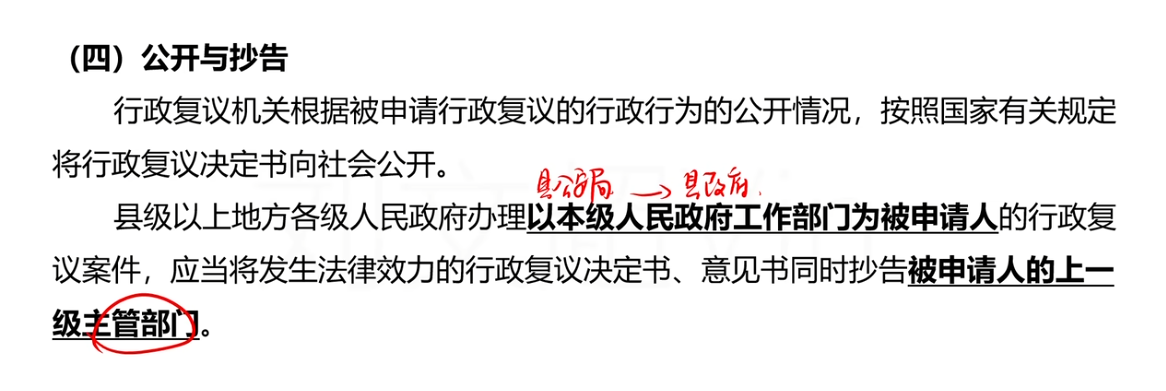 （四）公开与抄告
行政复议机关根据被申请行政复议的行政行为的公开情况，按照国家有关规定
将行政复议决定书向社会公开。
县公安局 → 县政府.
县级以上地方各级人民政府办理以本级人民政府工作部门为被申请人的行政复
议案件，应当将发生法律效力的行政复议决定书、意见书同时抄告被申请人的上一
级主管部门。